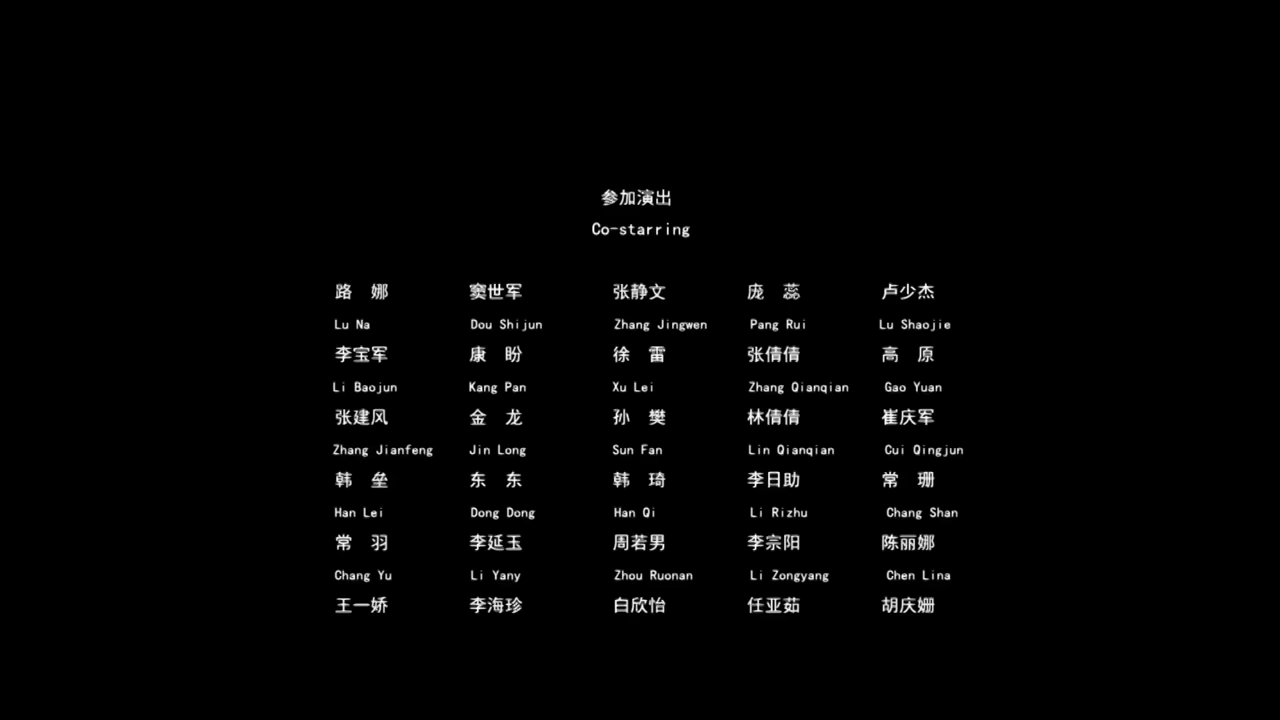 参加演出
Co-starring
路 娜 窦世军 张静文 庞 蕊 卢少杰
Lu Na Dou Shijun Zhang Jingwen Pang Rui Lu Shaojie
李宝军 康 盼 徐 雷 张倩倩 高 原
Li Baojun Kang Pan Xu Lei Zhang Qianqian Gao Yuan
张建风 金 龙 孙 樊 林倩倩 崔庆军
Zhang Jianfeng Jin Long Sun Fan Lin Qianqian Cui Qingjun
韩 垒 东 东 韩 琦 李日助 常 珊
Han Lei Dong Dong Han Qi Li Rizhu Chang Shan
常 羽 李延玉 周若男 李宗阳 陈丽娜
Chang Yu Li Yany Zhou Ruonan Li Zongyang Chen Lina
王一娇 李海珍 白欣怡 任亚茹 胡庆姗